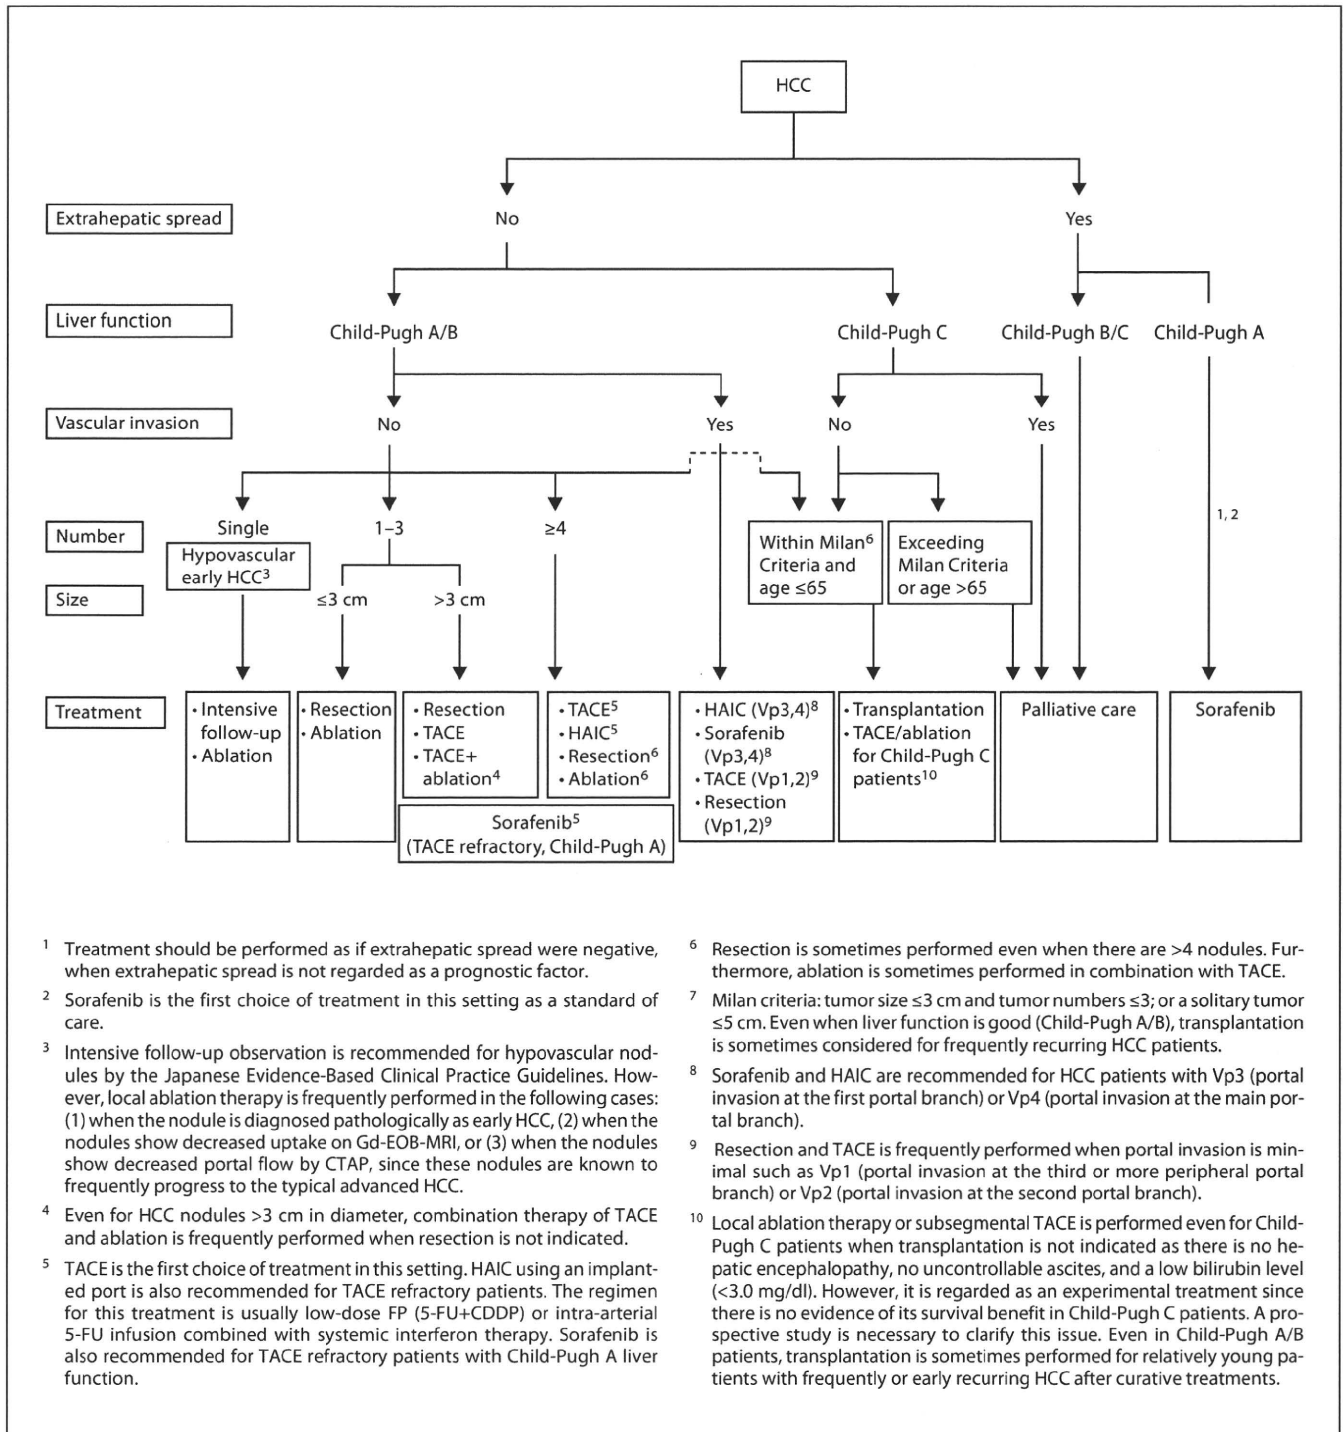 HCC
Extrahepatic spread
No
Yes
Liver function
Child-Pugh A/B
Child-Pugh C
Child-Pugh B/C
Child-Pugh A
Vascular invasion
No
Yes
No
Yes
Number
Single
1–3
≥4
1, 2
Hypovascular
early HCC³
Within Milan⁶
Criteria and
age ≤65
Exceeding
Milan Criteria
or age >65
Size
≤3 cm
>3 cm
Treatment
• Intensive
follow-up
• Ablation
• Resection
• Ablation
• Resection
• TACE
• TACE+
ablation⁴
• TACE⁵
• HAIC⁵
• Resection⁶
• Ablation⁶
Sorafenib⁵
(TACE refractory, Child-Pugh A)
• HAIC (Vp3,4)⁸
• Sorafenib
(Vp3,4)⁸
• TACE (Vp1,2)⁹
• Resection
(Vp1,2)⁹
• Transplantation
• TACE/ablation
for Child-Pugh C
patients¹⁰
Palliative care
Sorafenib
¹ Treatment should be performed as if extrahepatic spread were negative,
when extrahepatic spread is not regarded as a prognostic factor.
² Sorafenib is the first choice of treatment in this setting as a standard of
care.
³ Intensive follow-up observation is recommended for hypovascular nod-
ules by the Japanese Evidence-Based Clinical Practice Guidelines. How-
ever, local ablation therapy is frequently performed in the following cases:
(1) when the nodule is diagnosed pathologically as early HCC, (2) when the
nodules show decreased uptake on Gd-EOB-MRI, or (3) when the nodules
show decreased portal flow by CTAP, since these nodules are known to
frequently progress to the typical advanced HCC.
⁴ Even for HCC nodules >3 cm in diameter, combination therapy of TACE
and ablation is frequently performed when resection is not indicated.
⁵ TACE is the first choice of treatment in this setting. HAIC using an implant-
ed port is also recommended for TACE refractory patients. The regimen
for this treatment is usually low-dose FP (5-FU+CDDP) or intra-arterial
5-FU infusion combined with systemic interferon therapy. Sorafenib is
also recommended for TACE refractory patients with Child-Pugh A liver
function.
⁶ Resection is sometimes performed even when there are >4 nodules. Fur-
thermore, ablation is sometimes performed in combination with TACE.
⁷ Milan criteria: tumor size ≤3 cm and tumor numbers ≤3; or a solitary tumor
≤5 cm. Even when liver function is good (Child-Pugh A/B), transplantation
is sometimes considered for frequently recurring HCC patients.
⁸ Sorafenib and HAIC are recommended for HCC patients with Vp3 (portal
invasion at the first portal branch) or Vp4 (portal invasion at the main por-
tal branch).
⁹ Resection and TACE is frequently performed when portal invasion is min-
imal such as Vp1 (portal invasion at the third or more peripheral portal
branch) or Vp2 (portal invasion at the second portal branch).
¹⁰ Local ablation therapy or subsegmental TACE is performed even for Child-
Pugh C patients when transplantation is not indicated as there is no he-
patic encephalopathy, no uncontrollable ascites, and a low bilirubin level
(<3.0 mg/dl). However, it is regarded as an experimental treatment since
there is no evidence of its survival benefit in Child-Pugh C patients. A pro-
spective study is necessary to clarify this issue. Even in Child-Pugh A/B
patients, transplantation is sometimes performed for relatively young pa-
tients with frequently or early recurring HCC after curative treatments.